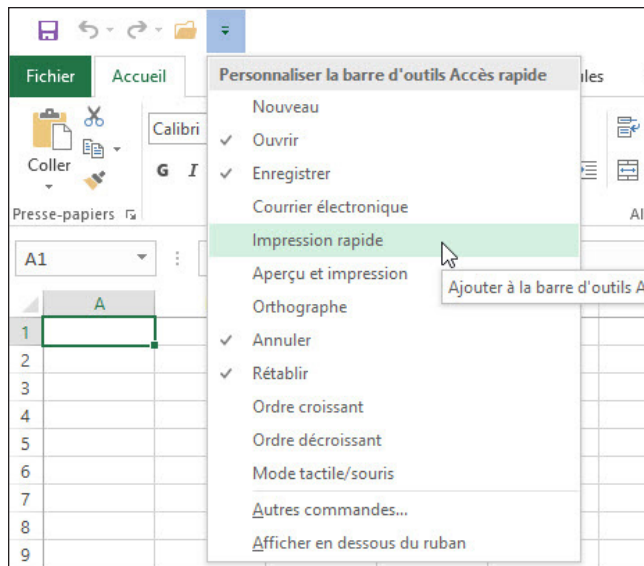 Fichier Accueil ules
Personnaliser la barre d'outils Accès rapide
Nouveau
Ouvrir
Enregistrer
Courrier électronique
Impression rapide
Aperçu et impression
Orthographe
Annuler
Rétablir
Ordre croissant
Ordre décroissant
Mode tactile/souris
Autres commandes...
Afficher en dessous du ruban
Ajouter à la barre d'outils A
Coller
Calibri
G I
Presse-papiers
Al
A1
A
1
2
3
4
5
6
7
8
9